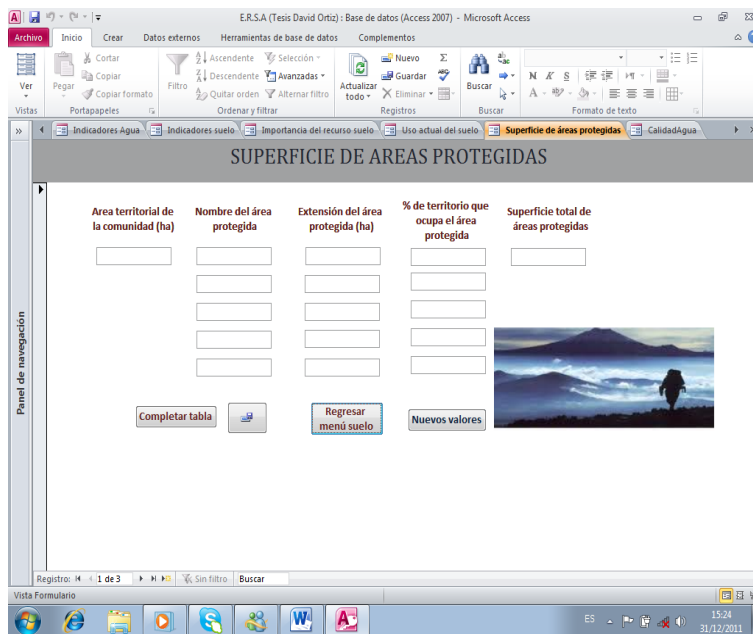 E.R.S.A (Tesis David Ortiz) : Base de datos (Access 2007) - Microsoft Access
Archivo Inicio Crear Datos externos Herramientas de base de datos Complementos
Ver
Vistas
Pegar
Cortar
Copiar
Copiar formato
Portapapeles
Filtro
Ascendente
Descendente
Quitar orden
Selección
Avanzadas
Alternar filtro
Ordenar y filtrar
Actualizar todo
Nuevo
Guardar
Eliminar
Σ
Registros
Buscar
Buscar
N K S
A
Formato de texto
Indicadores Agua Indicadores suelo Importancia del recurso suelo Uso actual del suelo Superficie de áreas protegidas CalidadAgua
SUPERFICIE DE AREAS PROTEGIDAS
Panel de navegación
Area territorial de
la comunidad (ha)
Nombre del área
protegida
Extensión del área
protegida (ha)
% de territorio que
ocupa el área
protegida
Superficie total de
áreas protegidas
Completar tabla
Regresar
menú suelo
Nuevos valores
Registro: 1 de 3 Sin filtro Buscar
Vista Formulario
ES
15:24
31/12/2011